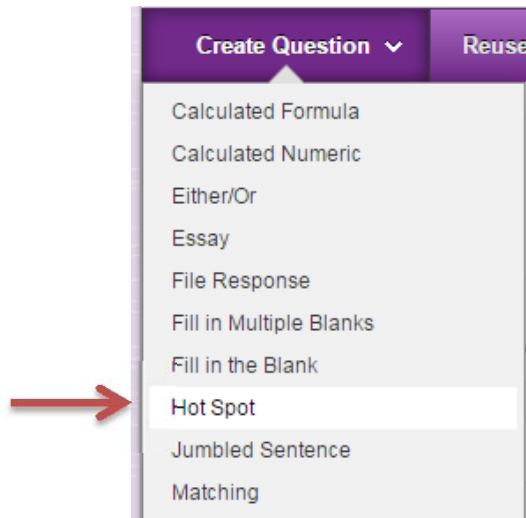 Create Question Reuse
Calculated Formula
Calculated Numeric
Either/Or
Essay
File Response
Fill in Multiple Blanks
Fill in the Blank
Hot Spot
Jumbled Sentence
Matching